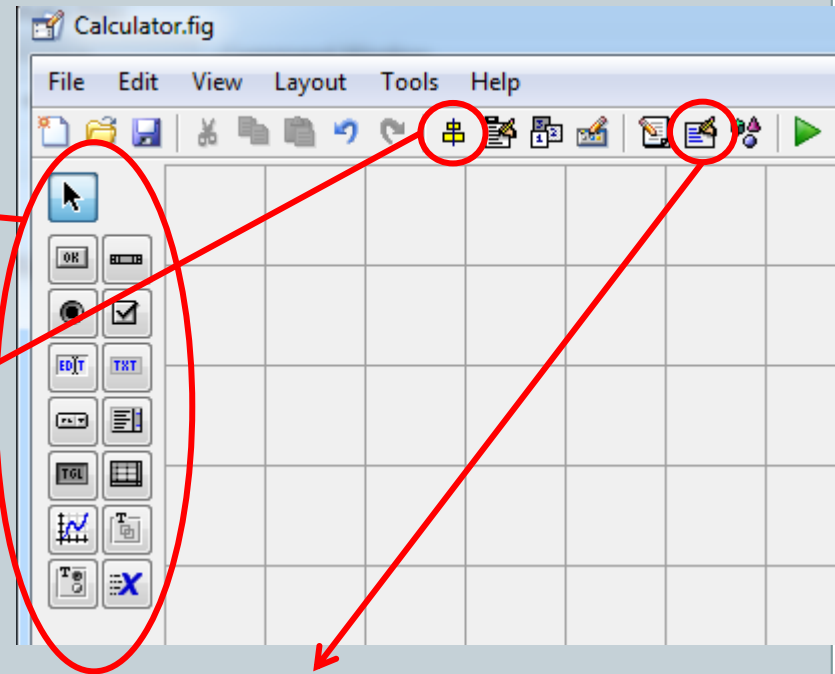 Calculator.fig
File Edit View Layout Tools Help
OK
EDIT TXT
TGL
T
T X